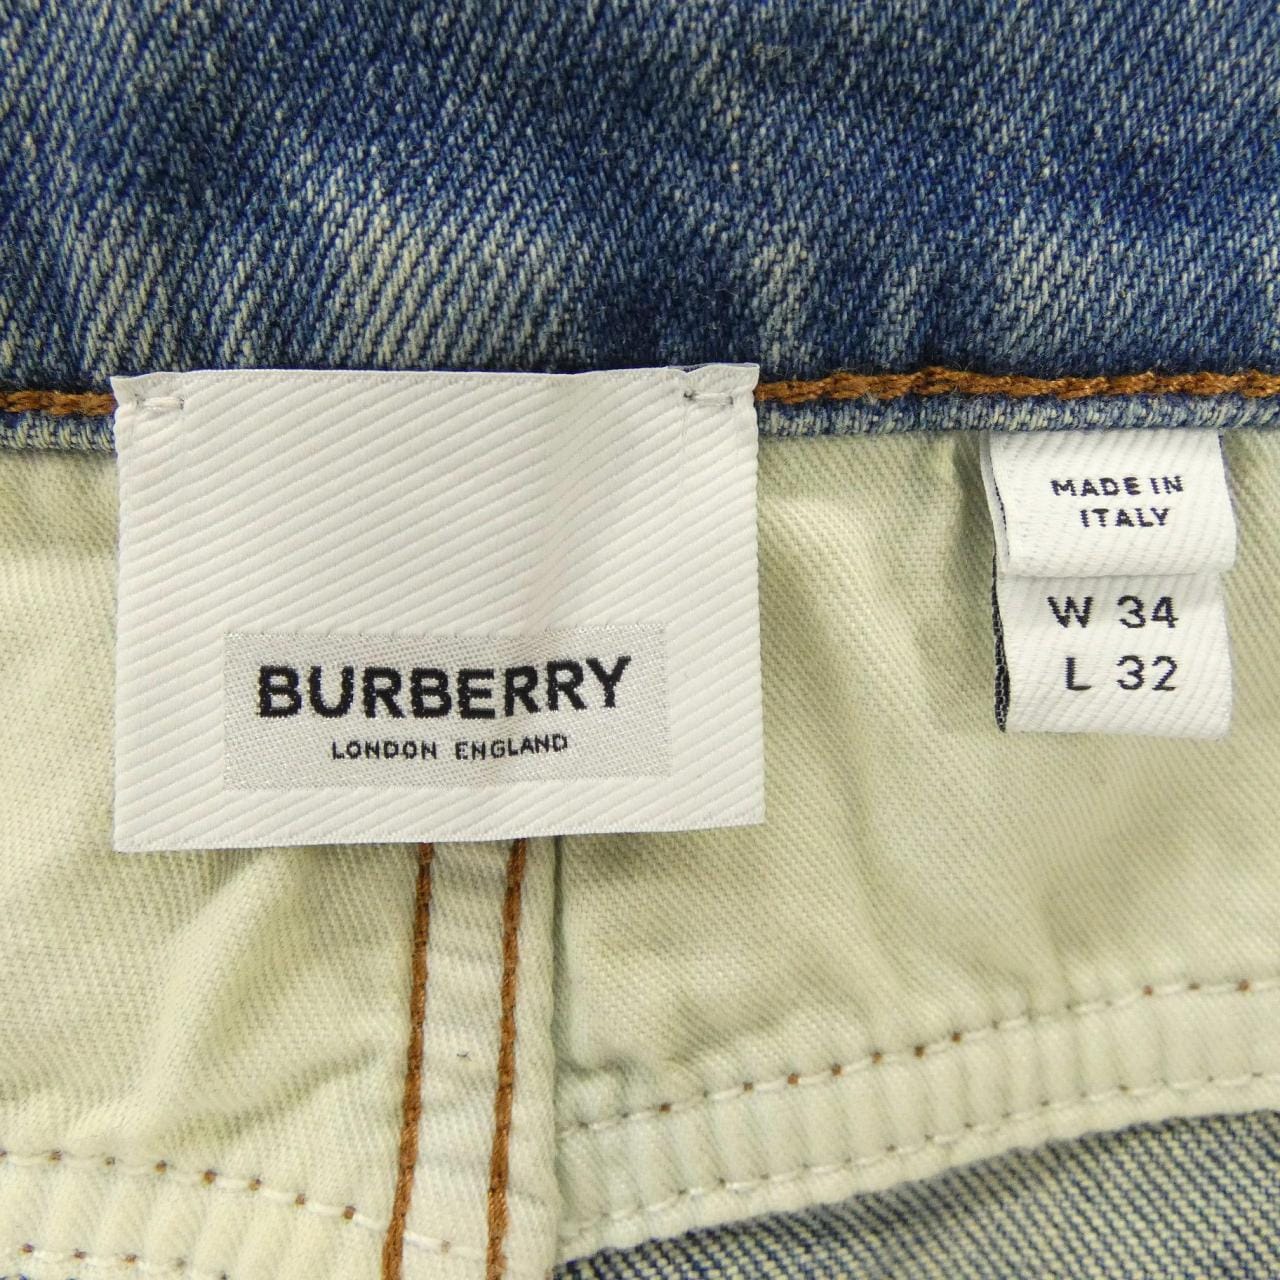 BURBERRY
LONDON ENGLAND
MADE IN
ITALY
W 34
L 32